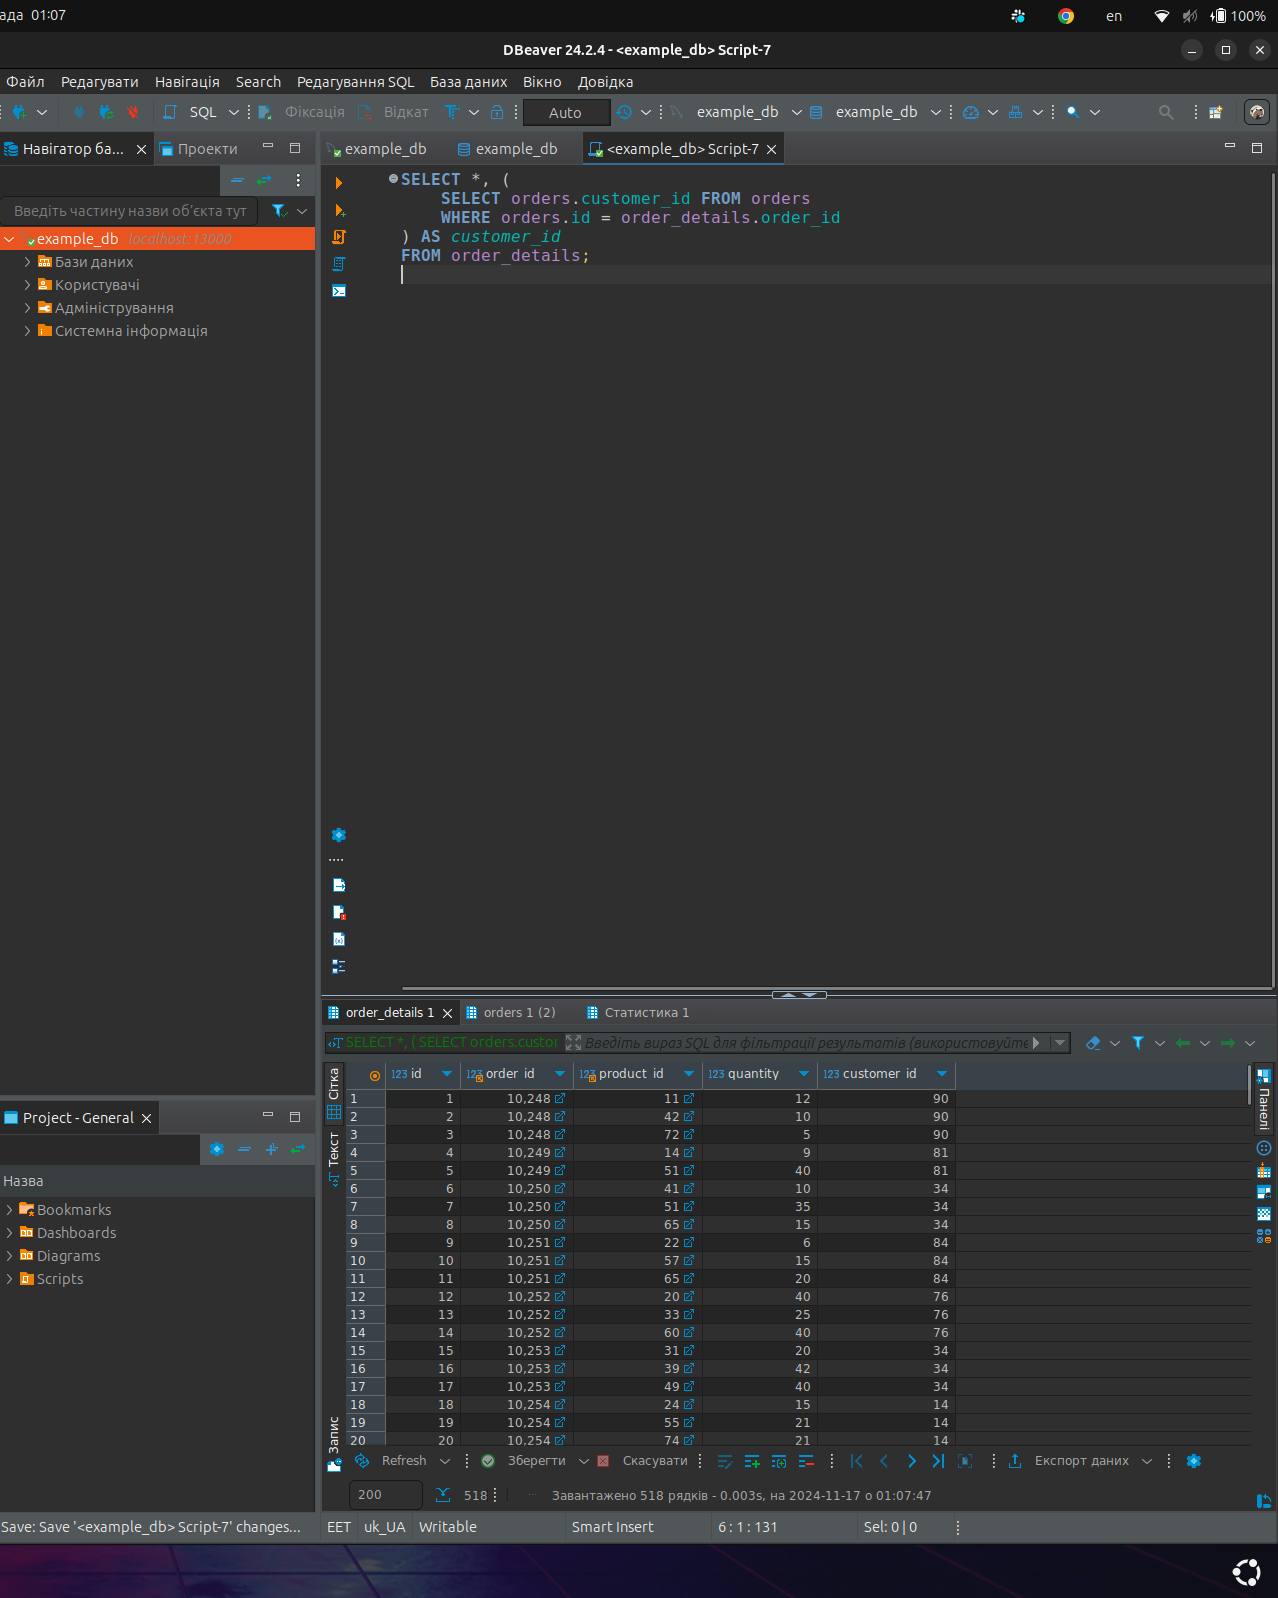 ада 01:07
en
100%
DBeaver 24.2.4 - <example_db> Script-7
Файл Редагувати Навігація Search Редагування SQL База даних Вікно Довідка
SQL Фіксація Відкат Auto example_db example_db
Навігатор ба... Проекти
example_db example_db <example_db> Script-7
Введіть частину назви об'єкта тут
example_db localhost:13000
Бази даних
Користувачі
Адміністрування
Системна інформація
SELECT *, (
SELECT orders.customer_id FROM orders
WHERE orders.id = order_details.order_id
) AS customer_id
FROM order_details;
order_details 1 orders 1 (2) Статистика 1
SELECT *, ( SELECT orders.custor Введіть вираз SQL для фільтрації результатів (використовуйте
Сітка
Текст
Запис
Панелі
123 id 123 order_id 123 product_id 123 quantity 123 customer_id
1 1 10,248 11 12 90
2 2 10,248 42 10 90
3 3 10,248 72 5 90
4 4 10,249 14 9 81
5 5 10,249 51 40 81
6 6 10,250 41 10 34
7 7 10,250 51 35 34
8 8 10,250 65 15 34
9 9 10,251 22 6 84
10 10 10,251 57 15 84
11 11 10,251 65 20 84
12 12 10,252 20 40 76
13 13 10,252 33 25 76
14 14 10,252 60 40 76
15 15 10,253 31 20 34
16 16 10,253 39 42 34
17 17 10,253 49 40 34
18 18 10,254 24 15 14
19 19 10,254 55 21 14
20 20 10,254 74 21 14
Refresh Зберегти Скасувати Експорт даних
200 518 ... Завантажено 518 рядків - 0.003s, на 2024-11-17 о 01:07:47
Project - General
Назва
Bookmarks
Dashboards
Diagrams
Scripts
Save: Save '<example_db> Script-7' changes... EET uk_UA Writable Smart Insert 6 : 1 : 131 Sel: 0 | 0